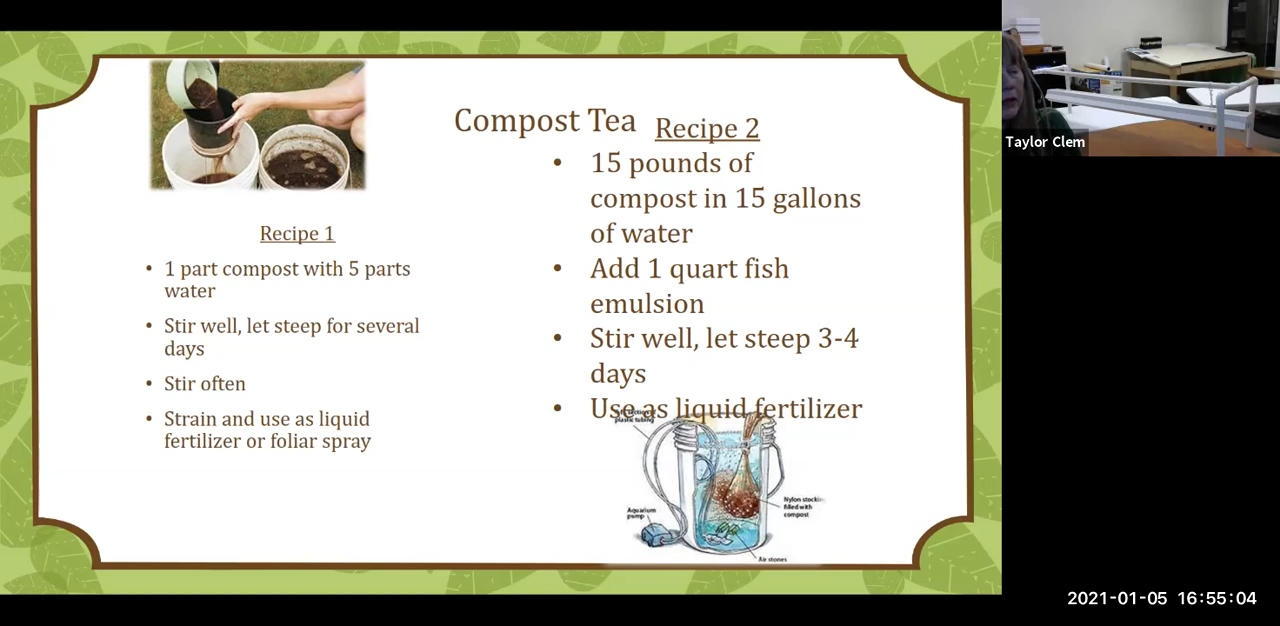 Compost Tea
Recipe 1
• 1 part compost with 5 parts
water
• Stir well, let steep for several
days
• Stir often
• Strain and use as liquid
fertilizer or foliar spray
Recipe 2
• 15 pounds of
compost in 15 gallons
of water
• Add 1 quart fish
emulsion
• Stir well, let steep 3-4
days
• Use as liquid fertilizer
plastic tubing
Aquarium
pump
Nylon stockin
filled with
compost
Air stones
Taylor Clem
2021-01-05 16:55:04